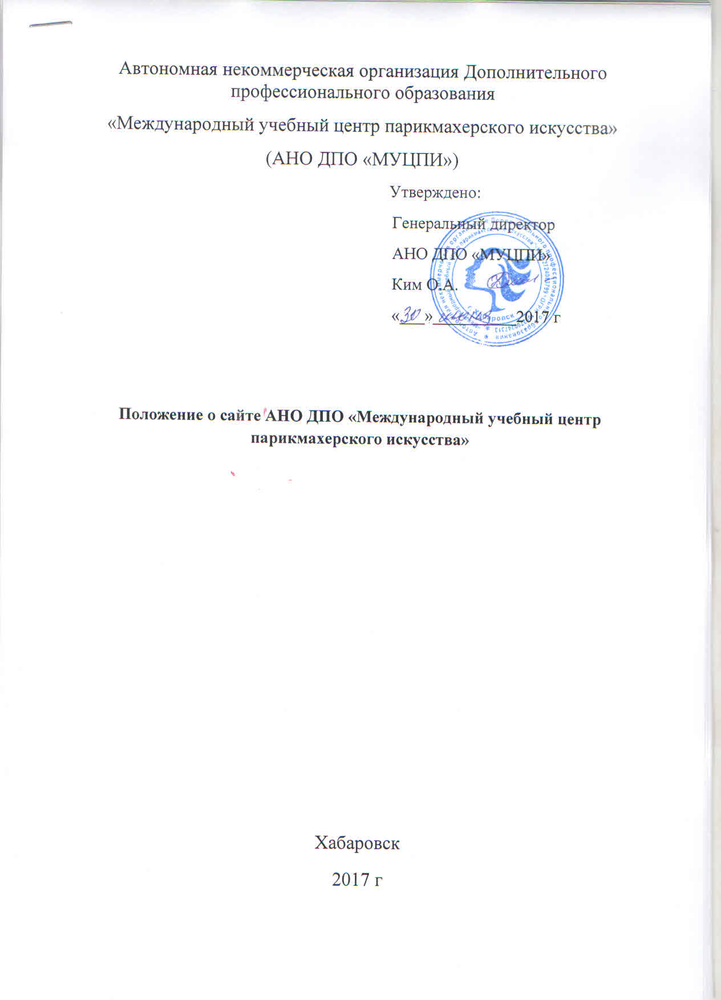 Автономная некоммерческая организация Дополнительного
профессионального образования
«Международный учебный центр парикмахерского искусства»
(АНО ДПО «МУЦПИ»)
Утверждено:
Генеральный директор
АНО ДПО «МУЦПИ»
Ким О.А.
«30» 2017 г
г. Хабаровск
Положение о сайте АНО ДПО «Международный учебный центр
парикмахерского искусства»
Хабаровск
2017 г